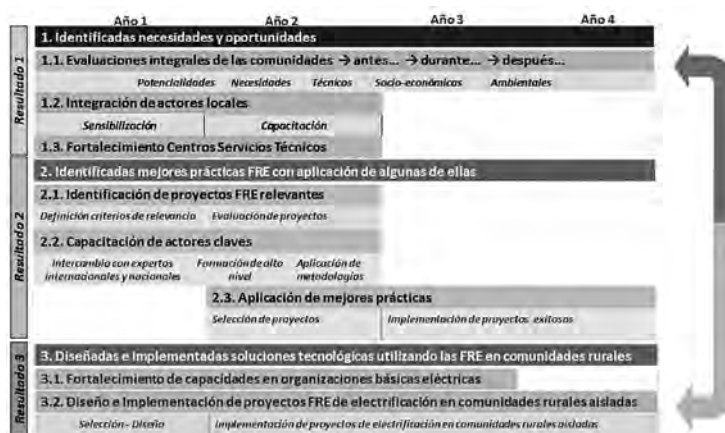 Año 1 Año 2 Año 3 Año 4
Resultado 1
1. Identificadas necesidades y oportunidades
1.1. Evaluaciones integrales de las comunidades → antes... → durante... → después...
Potencialidades Necesidades Técnicos Socio-económicas Ambientales
1.2. Integración de actores locales
Sensibilización Capacitación
1.3. Fortalecimiento Centros Servicios Técnicos
Resultado 2
2. Identificadas mejores prácticas FRE con aplicación de algunas de ellas
2.1. Identificación de proyectos FRE relevantes
Definición criterios de relevancia Evaluación de proyectos
2.2. Capacitación de actores claves
Intercambio con expertos internacionales y nacionales Formación de alto nivel Aplicación de metodologías
2.3. Aplicación de mejores prácticas
Selección de proyectos Implementación de proyectos exitosos
Resultado 3
3. Diseñadas e Implementadas soluciones tecnológicas utilizando las FRE en comunidades rurales
3.1. Fortalecimiento de capacidades en organizaciones básicas eléctricas
3.2. Diseño e Implementación de proyectos FRE de electrificación en comunidades rurales aisladas
Selección - Diseño Implementación de proyectos de electrificación en comunidades rurales aisladas